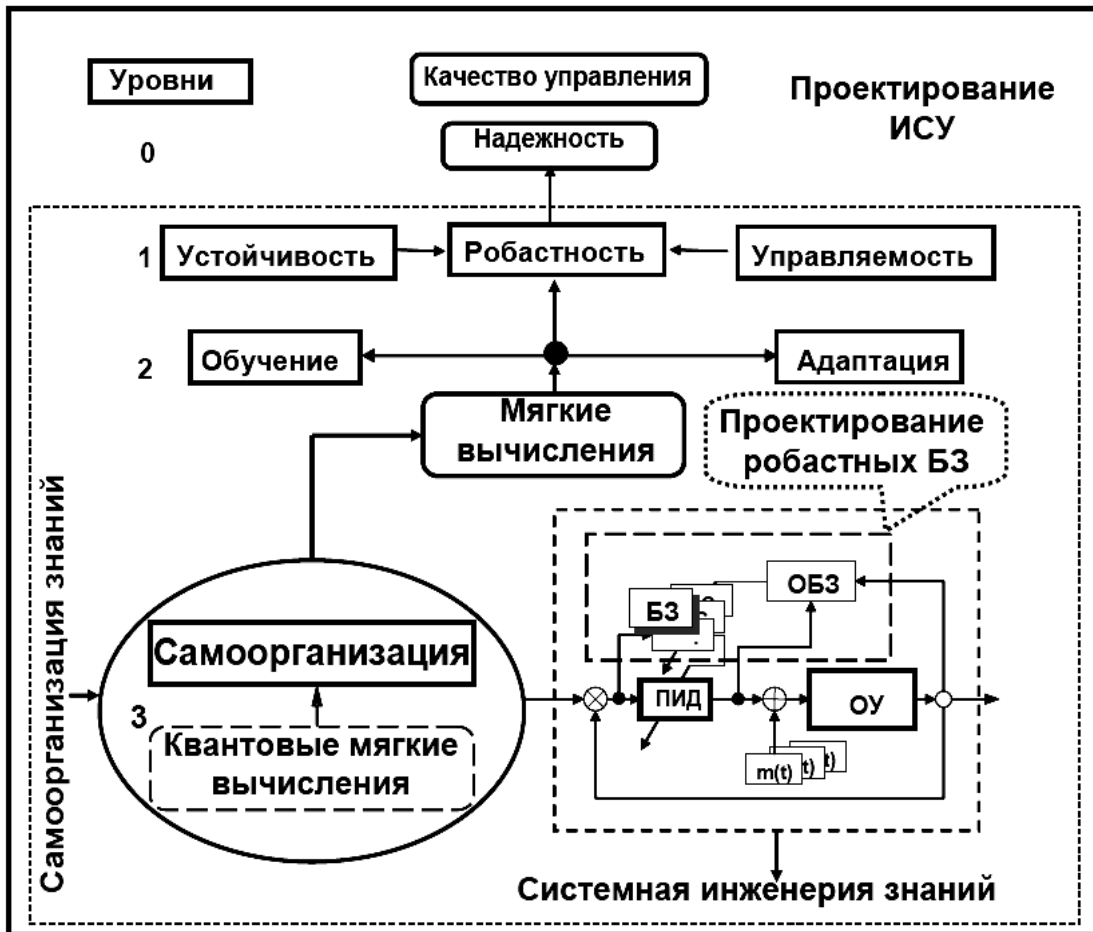 Уровни
Качество управления
Проектирование
ИСУ
0
Надежность
1
Устойчивость
Робастность
Управляемость
2
Обучение
Адаптация
Мягкие
вычисления
Проектирование
робастных БЗ
Самоорганизация знаний
БЗ
ОБЗ
Самоорганизация
3
Квантовые мягкие
вычисления
ПИД
ОУ
m(t)
t)
t)
Системная инженерия знаний